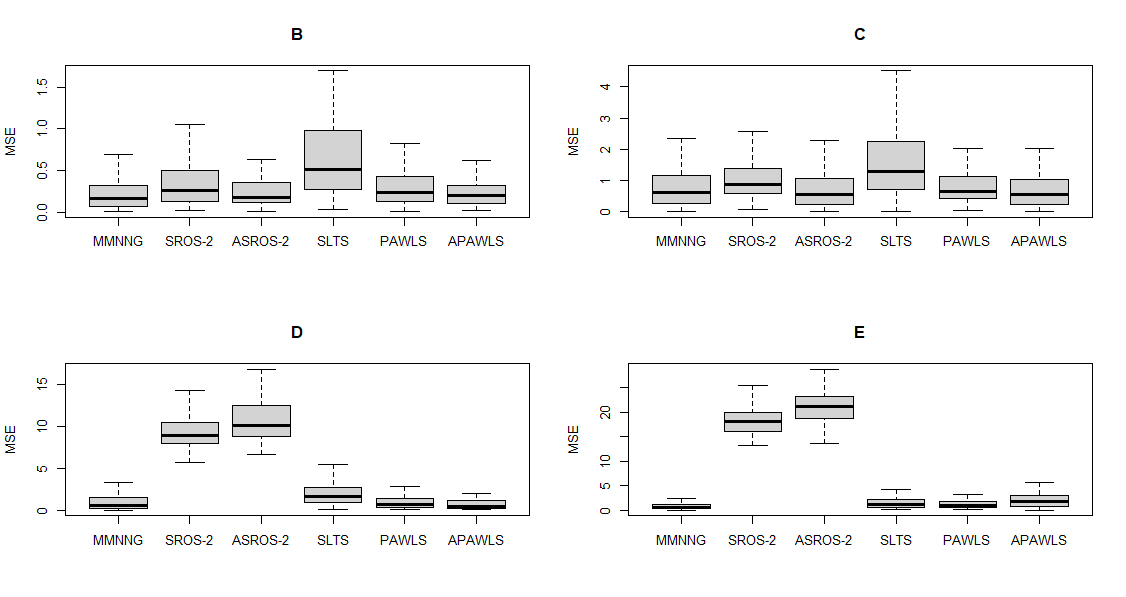 B
MSE
0.0 0.5 1.0 1.5
MMNNG SROS-2 ASROS-2 SLTS PAWLS APAWLS
C
MSE
0 1 2 3 4
MMNNG SROS-2 ASROS-2 SLTS PAWLS APAWLS
D
MSE
0 5 10 15
MMNNG SROS-2 ASROS-2 SLTS PAWLS APAWLS
E
MSE
0 5 10 20
MMNNG SROS-2 ASROS-2 SLTS PAWLS APAWLS